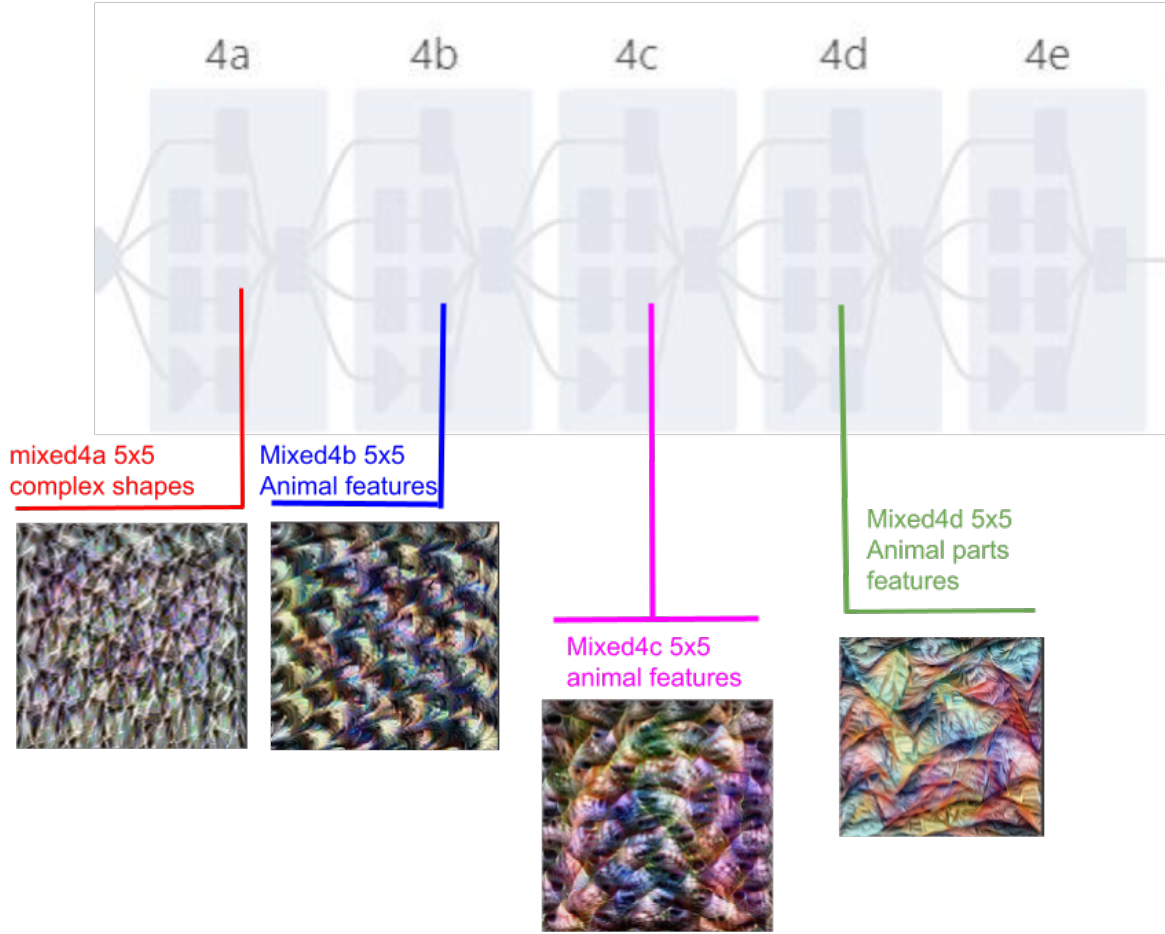 4a
4b
4c
4d
4e
mixed4a 5x5
complex shapes
Mixed4b 5x5
Animal features
Mixed4c 5x5
animal features
Mixed4d 5x5
Animal parts
features